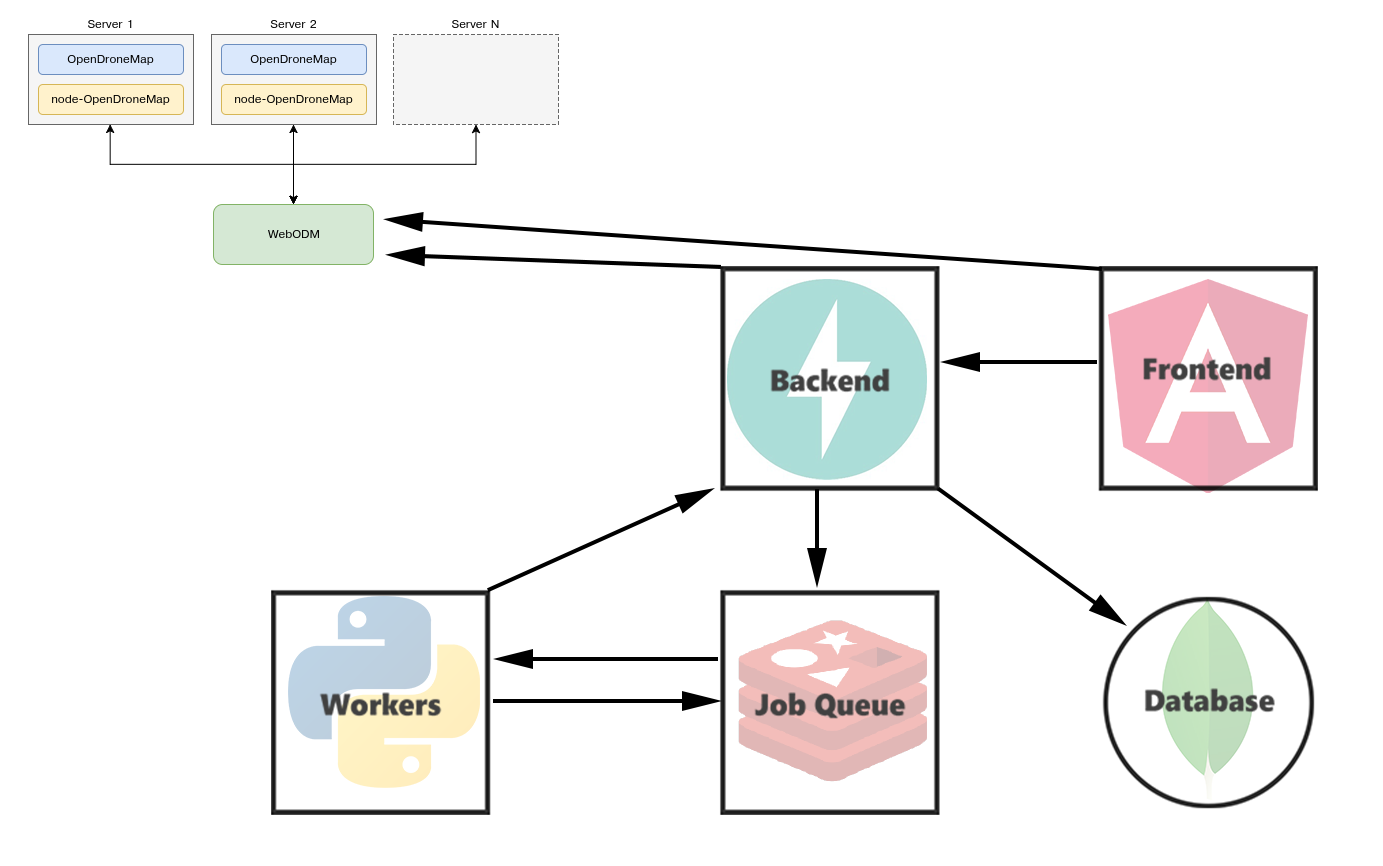 Server 1
Server 2
Server N
OpenDroneMap
OpenDroneMap
node-OpenDroneMap
node-OpenDroneMap
WebODM
Backend
Frontend
Workers
Job Queue
Database